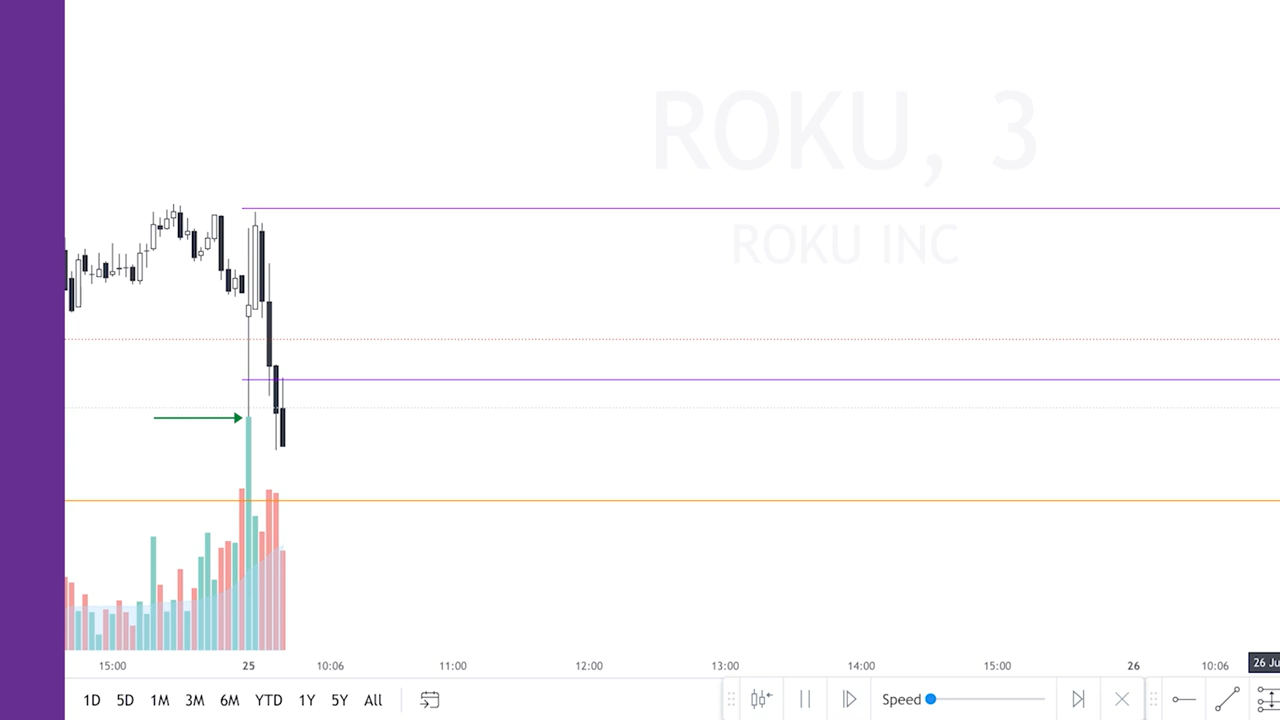 ROKU, 3
ROKU INC
15:00 25 10:06 11:00 12:00 13:00 14:00 15:00 26 10:06 26 Ju
1D 5D 1M 3M 6M YTD 1Y 5Y All Speed